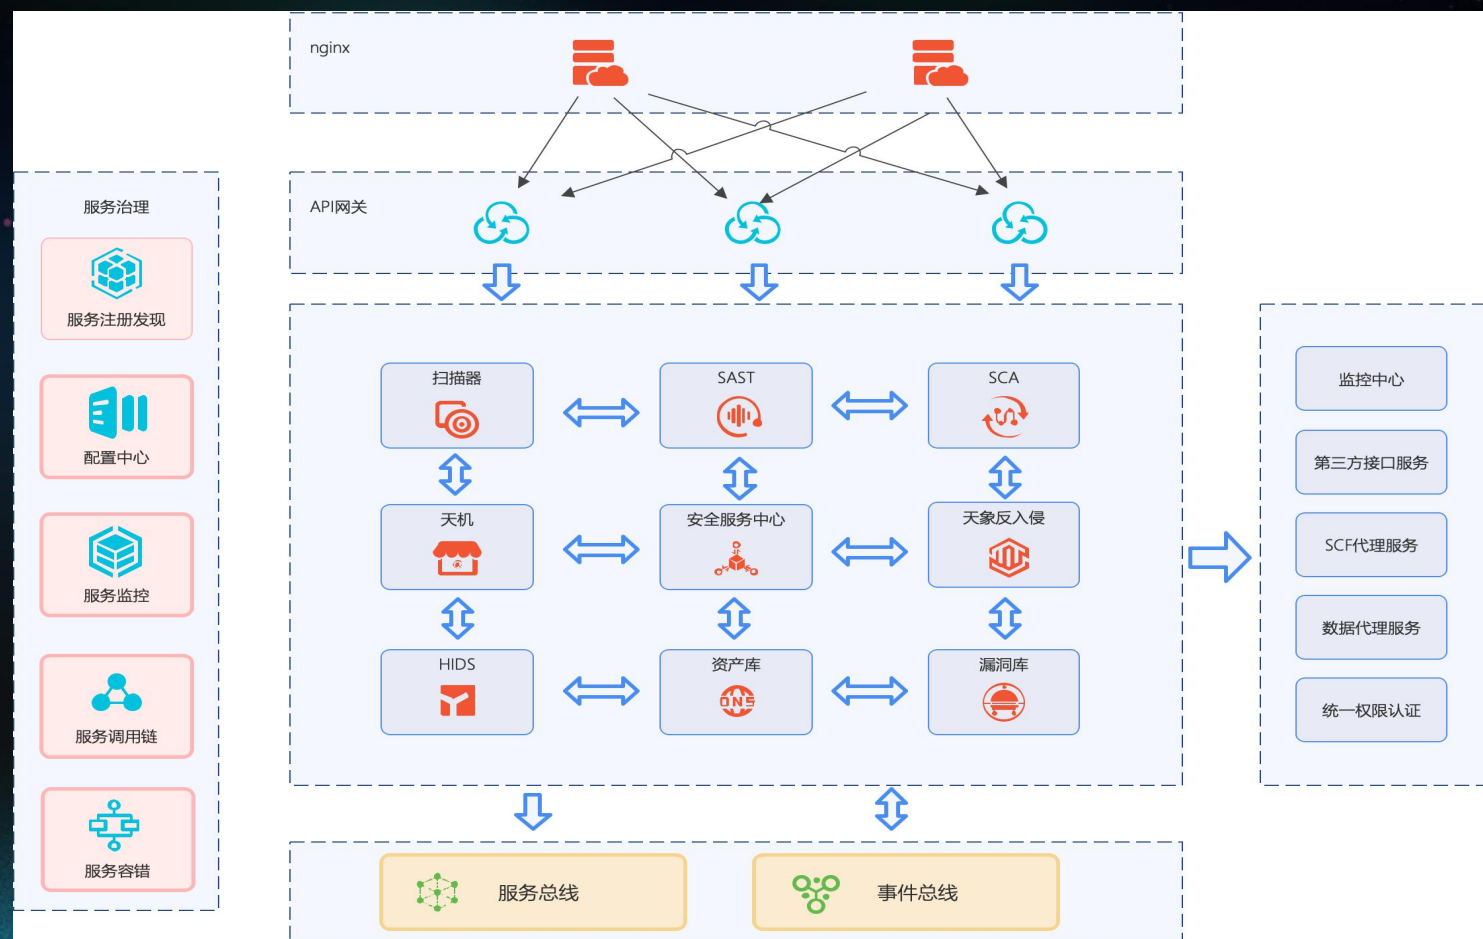 nginx
API网关
服务治理
服务注册发现
配置中心
服务监控
服务调用链
服务容错
扫描器
SAST
SCA
天机
安全服务中心
天象反入侵
HIDS
资产库
DNS
漏洞库
监控中心
第三方接口服务
SCF代理服务
数据代理服务
统一权限认证
服务总线
事件总线